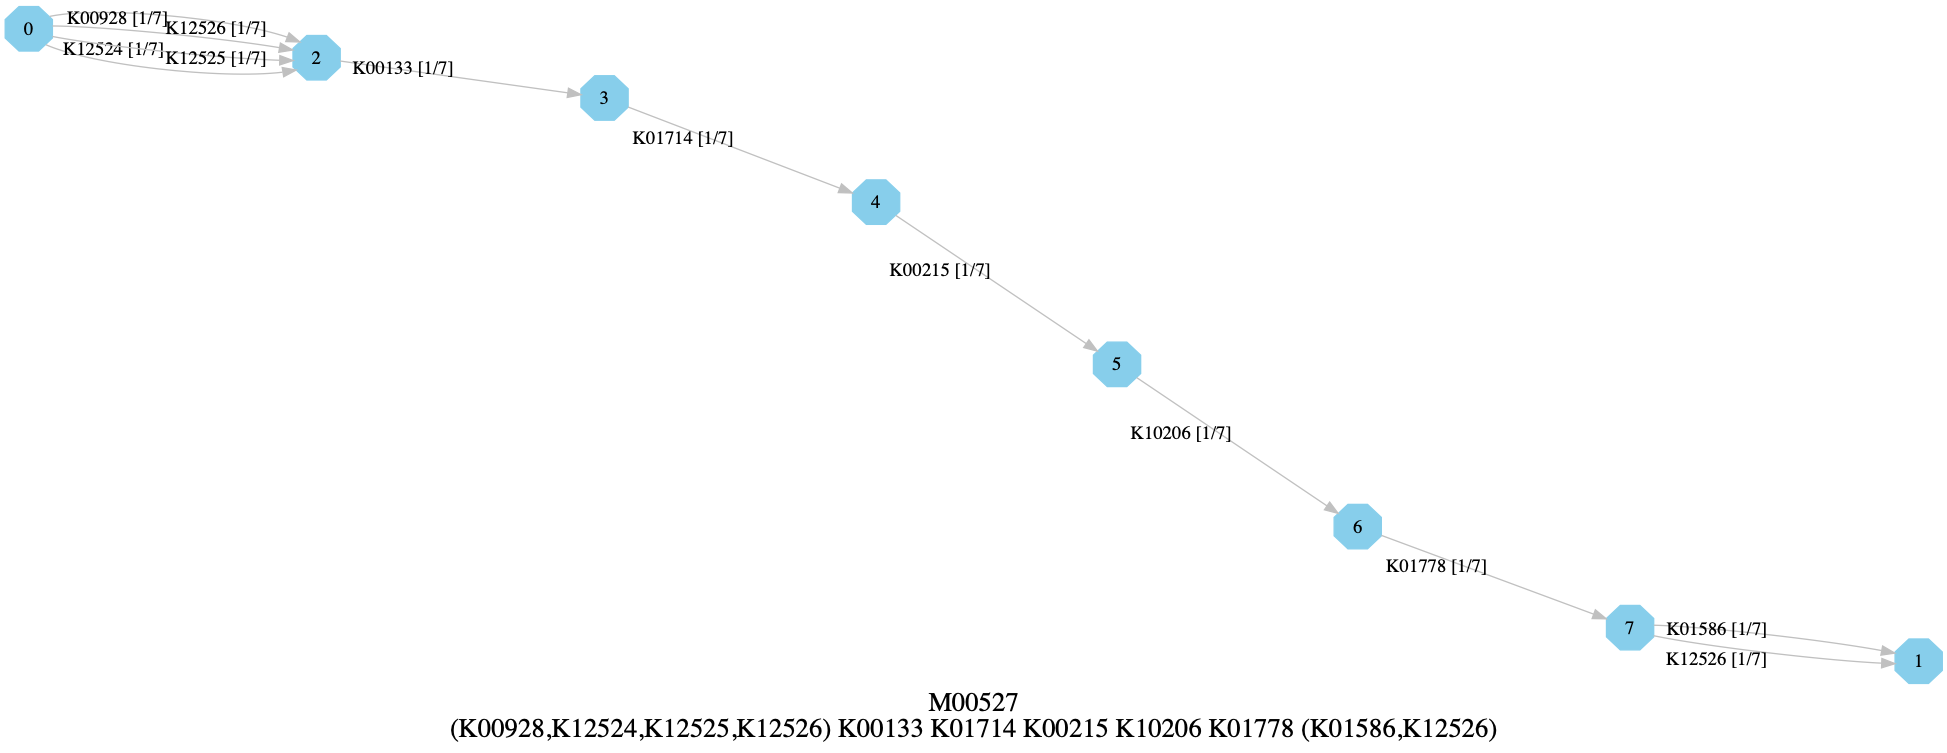 0
K00928 [1/7]
K12526 [1/7]
K12524 [1/7]
K12525 [1/7]
2
K00133 [1/7]
3
K01714 [1/7]
4
K00215 [1/7]
5
K10206 [1/7]
6
K01778 [1/7]
7
K01586 [1/7]
K12526 [1/7]
1
M00527
(K00928,K12524,K12525,K12526) K00133 K01714 K00215 K10206 K01778 (K01586,K12526)